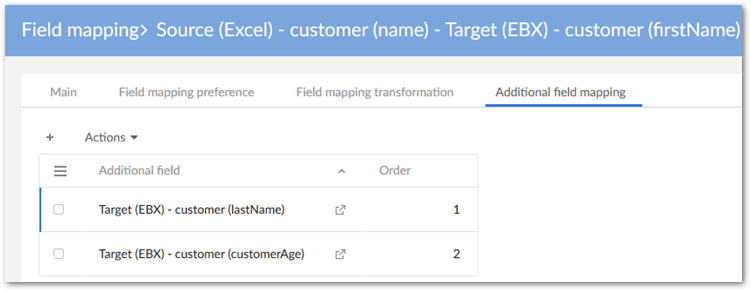 Field mapping> Source (Excel) - customer (name) - Target (EBX) - customer (firstName)
Main Field mapping preference Field mapping transformation Additional field mapping
+ Actions
Additional field Order
Target (EBX) - customer (lastName) 1
Target (EBX) - customer (customerAge) 2